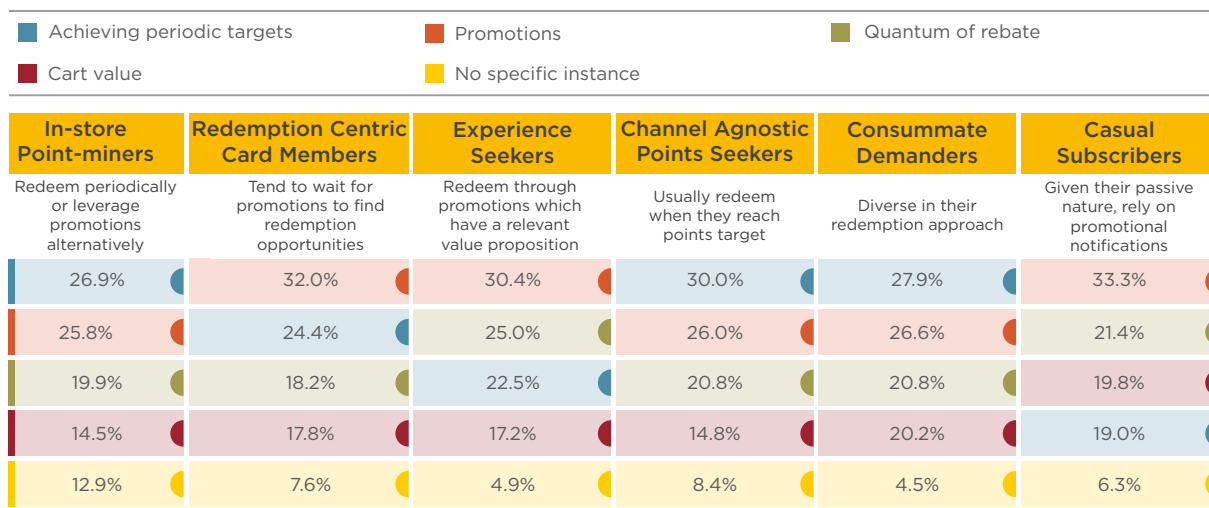 Achieving periodic targets
Promotions
Quantum of rebate
Cart value
No specific instance
In-store
Point-miners
Redemption Centric
Card Members
Experience
Seekers
Channel Agnostic
Points Seekers
Consummate
Demanders
Casual
Subscribers
Redeem periodically
or leverage
promotions
alternatively
Tend to wait for
promotions to find
redemption
opportunities
Redeem through
promotions which
have a relevant
value proposition
Usually redeem
when they reach
points target
Diverse in their
redemption approach
Given their passive
nature, rely on
promotional
notifications
26.9%
32.0%
30.4%
30.0%
27.9%
33.3%
25.8%
24.4%
25.0%
26.0%
26.6%
21.4%
19.9%
18.2%
22.5%
20.8%
20.8%
19.8%
14.5%
17.8%
17.2%
14.8%
20.2%
19.0%
12.9%
7.6%
4.9%
8.4%
4.5%
6.3%